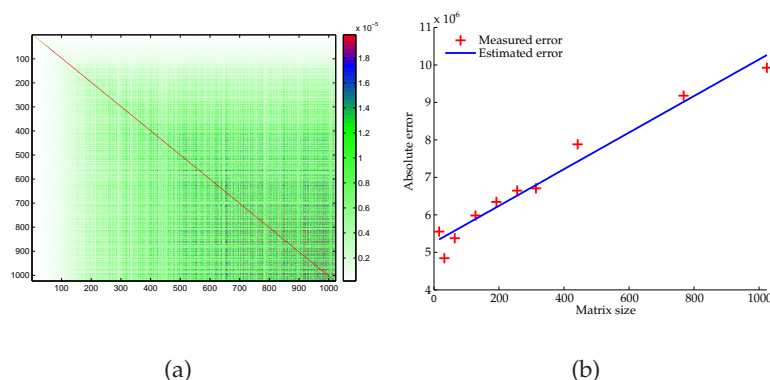 x 10⁻⁵
100
200
300
400
500
600
700
800
900
1000
100 200 300 400 500 600 700 800 900 1000
1.8
1.6
1.4
1.2
1
0.8
0.6
0.4
0.2
(a)
x 10⁶
11
10
9
8
7
6
5
4
Absolute error
Measured error
Estimated error
0 200 400 600 800 1000
Matrix size
(b)